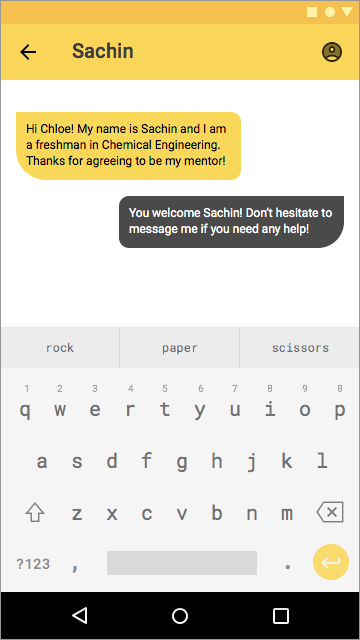 Sachin
Hi Chloe! My name is Sachin and I am
a freshman in Chemical Engineering.
Thanks for agreeing to be my mentor!
You welcome Sachin! Don't hesitate to
message me if you need any help!
rock paper scissors
1 2 3 4 5 6 7 8 9 0
q w e r t y u i o p
a s d f g h j k l
z x c v b n m
?123 , .